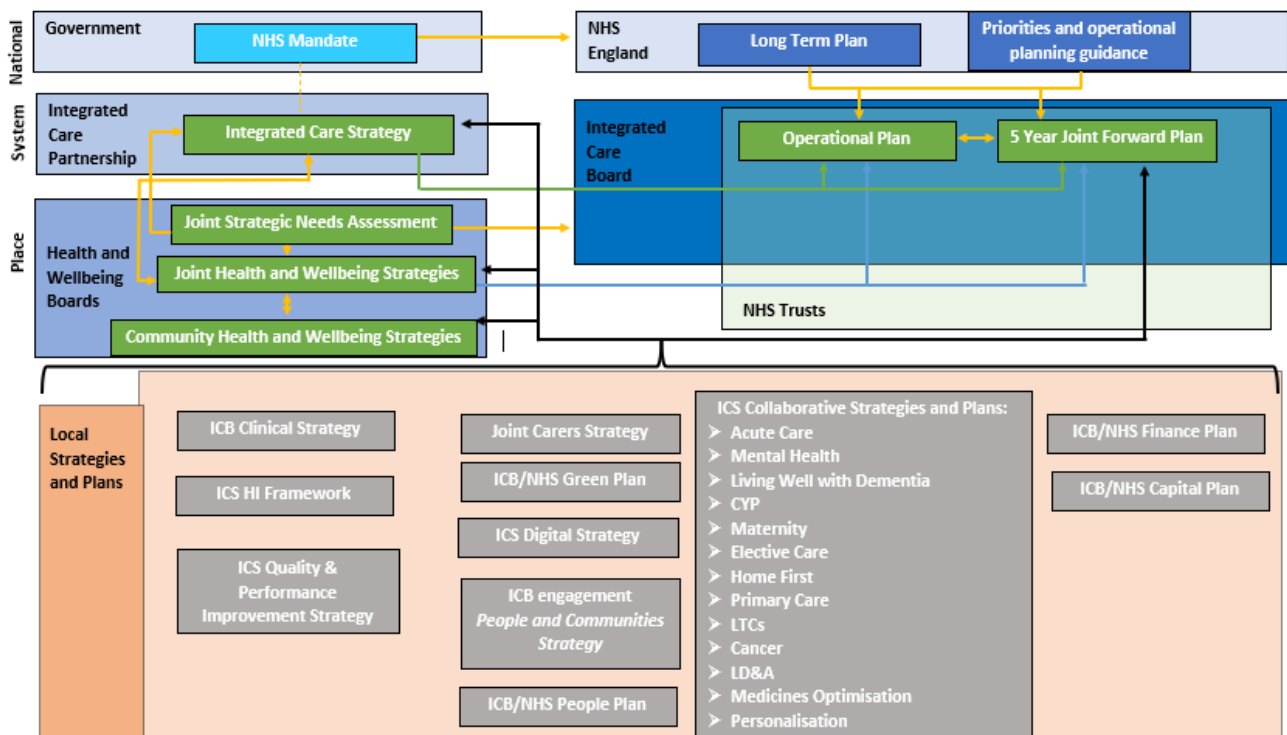 National
Government
NHS Mandate
NHS
England
Long Term Plan
Priorities and operational
planning guidance
System
Integrated
Care
Partnership
Integrated Care Strategy
Integrated
Care
Board
Operational Plan
5 Year Joint Forward Plan
Place
Health and
Wellbeing
Boards
Joint Strategic Needs Assessment
Joint Health and Wellbeing Strategies
Community Health and Wellbeing Strategies
NHS Trusts
Local
Strategies
and Plans
ICB Clinical Strategy
ICS HI Framework
ICS Quality &
Performance
Improvement Strategy
Joint Carers Strategy
ICB/NHS Green Plan
ICS Digital Strategy
ICB engagement
People and Communities
Strategy
ICB/NHS People Plan
ICS Collaborative Strategies and Plans:
Acute Care
Mental Health
Living Well with Dementia
CYP
Maternity
Elective Care
Home First
Primary Care
LTCs
Cancer
LD&A
Medicines Optimisation
Personalisation
ICB/NHS Finance Plan
ICB/NHS Capital Plan